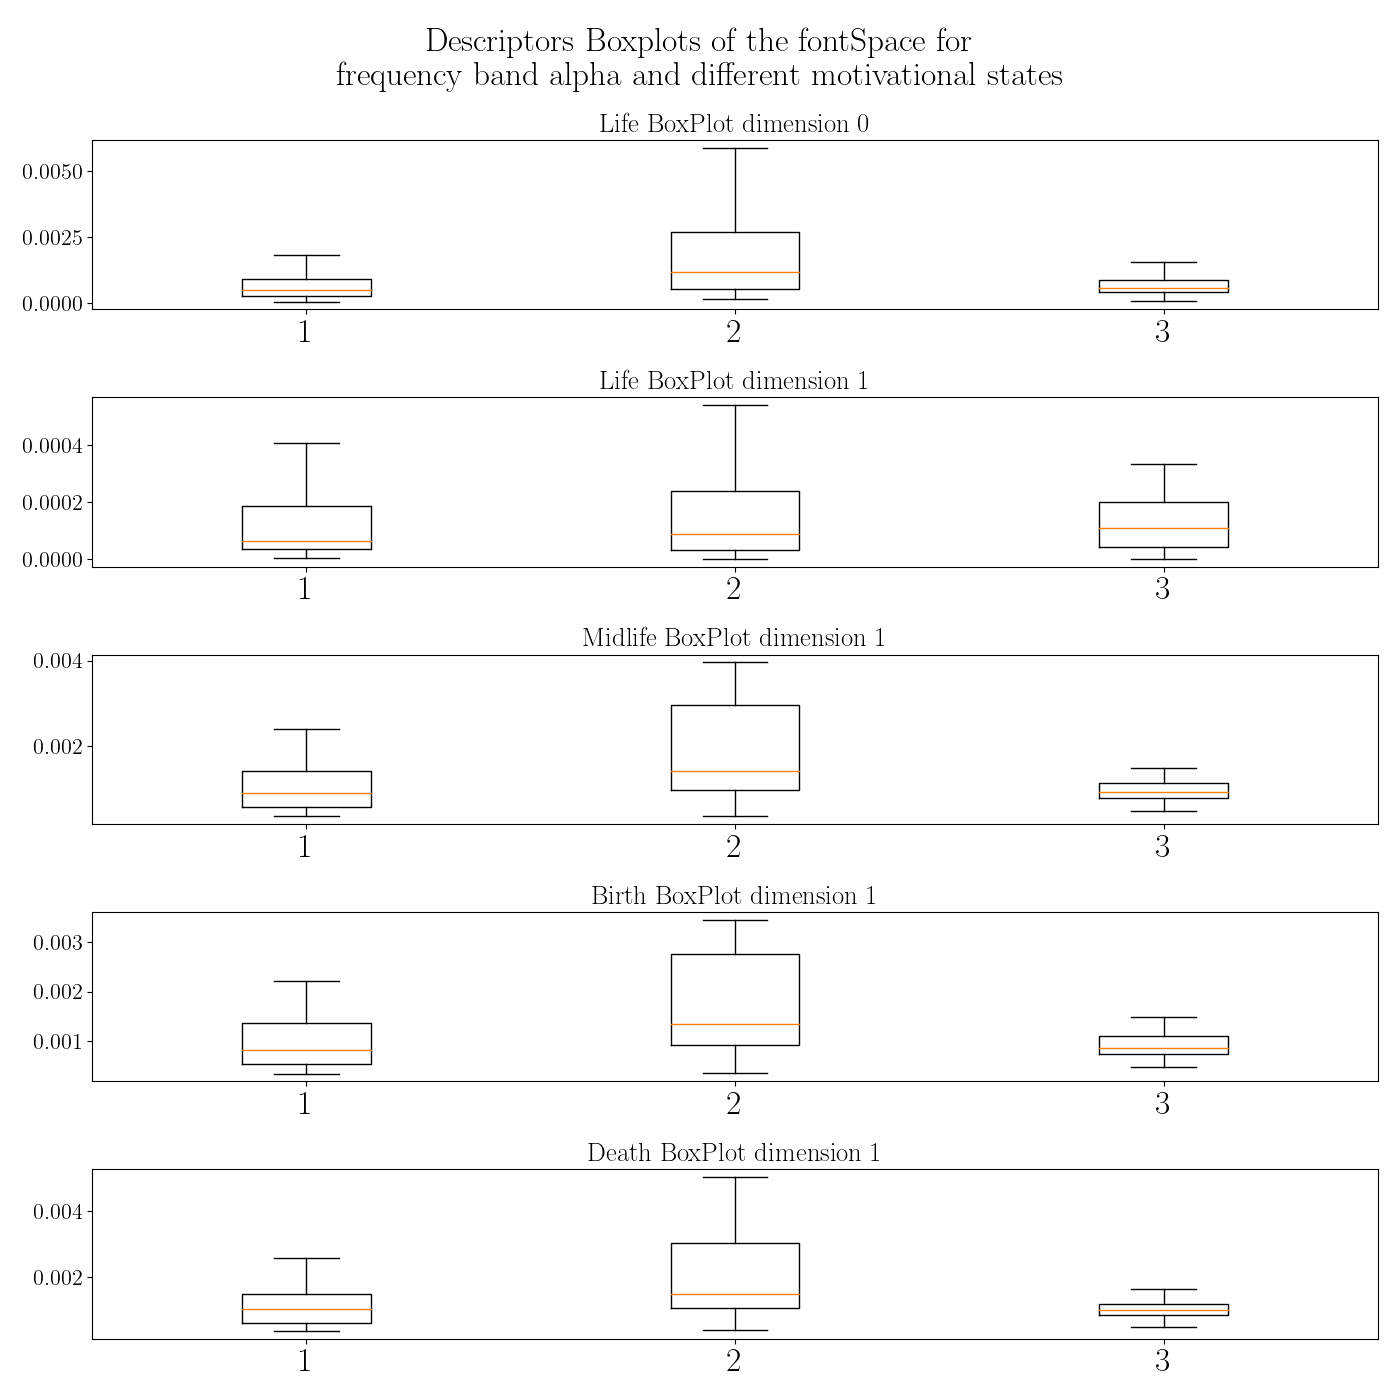 Descriptors Boxplots of the fontSpace for
frequency band alpha and different motivational states
Life BoxPlot dimension 0
0.0050
0.0025
0.0000
1 2 3
Life BoxPlot dimension 1
0.0004
0.0002
0.0000
1 2 3
Midlife BoxPlot dimension 1
0.004
0.002
1 2 3
Birth BoxPlot dimension 1
0.003
0.002
0.001
1 2 3
Death BoxPlot dimension 1
0.004
0.002
1 2 3